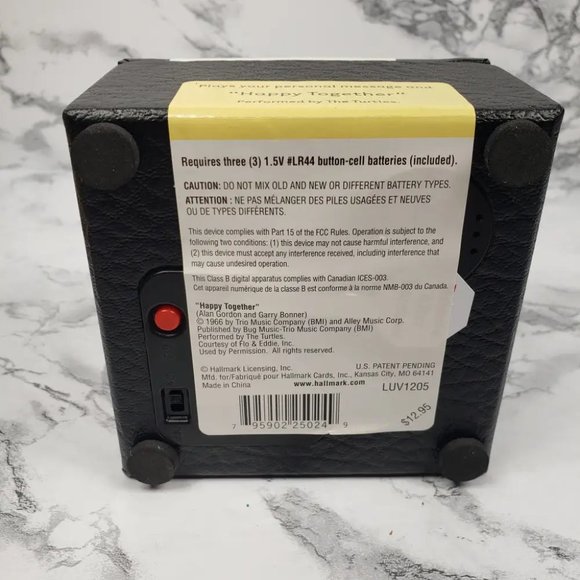 Plays your personal message and
"Happy Together"
Performed by The Turtles
Requires three (3) 1.5V #LR44 button-cell batteries (included).
CAUTION: DO NOT MIX OLD AND NEW OR DIFFERENT BATTERY TYPES.
ATTENTION : NE PAS MÉLANGER DES PILES USAGÉES ET NEUVES
OU DE TYPES DIFFÉRENTS.
This device complies with Part 15 of the FCC Rules. Operation is subject to the
following two conditions: (1) this device may not cause harmful interference, and
(2) this device must accept any interference received, including interference that
may cause undesired operation.
This Class B digital apparatus complies with Canadian ICES-003.
Cet appareil numérique de la classe B est conforme à la norme NMB-003 du Canada.
"Happy Together"
(Alan Gordon and Garry Bonner)
© 1966 by Trio Music Company (BMI) and Alley Music Corp.
Published by Bug Music-Trio Music Company (BMI)
Performed by The Turtles.
Courtesy of Flo & Eddie, Inc.
Used by Permission. All rights reserved.
U.S. PATENT PENDING
© Hallmark Licensing, Inc.
Mfd. for/Fabriqué pour Hallmark Cards, Inc., Kansas City, MO 64141
Made in China www.hallmark.com LUV1205
7 95902 25024 9
$12.95